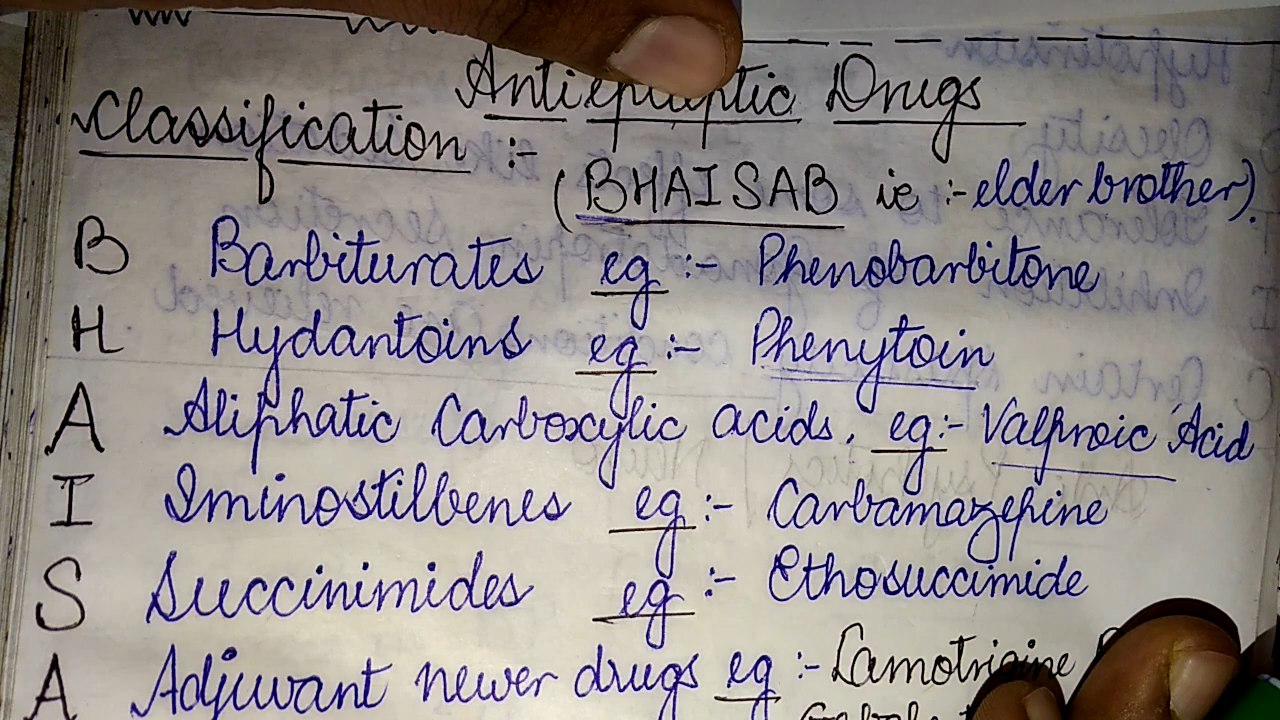 Antiepileptic Drugs
Classification :-
(BHAISAB ie :- elder brother).
B Barbiturates eg :- Phenobarbitone
H Hydantoins eg :- Phenytoin
A Aliphatic Carboxylic acids. eg:- Valproic Acid
I Iminostilbenes eg :- Carbamazepine
S Succinimides eg :- Ethosuccimide
A Adjuvant newer drugs eg :- Lamotrigine